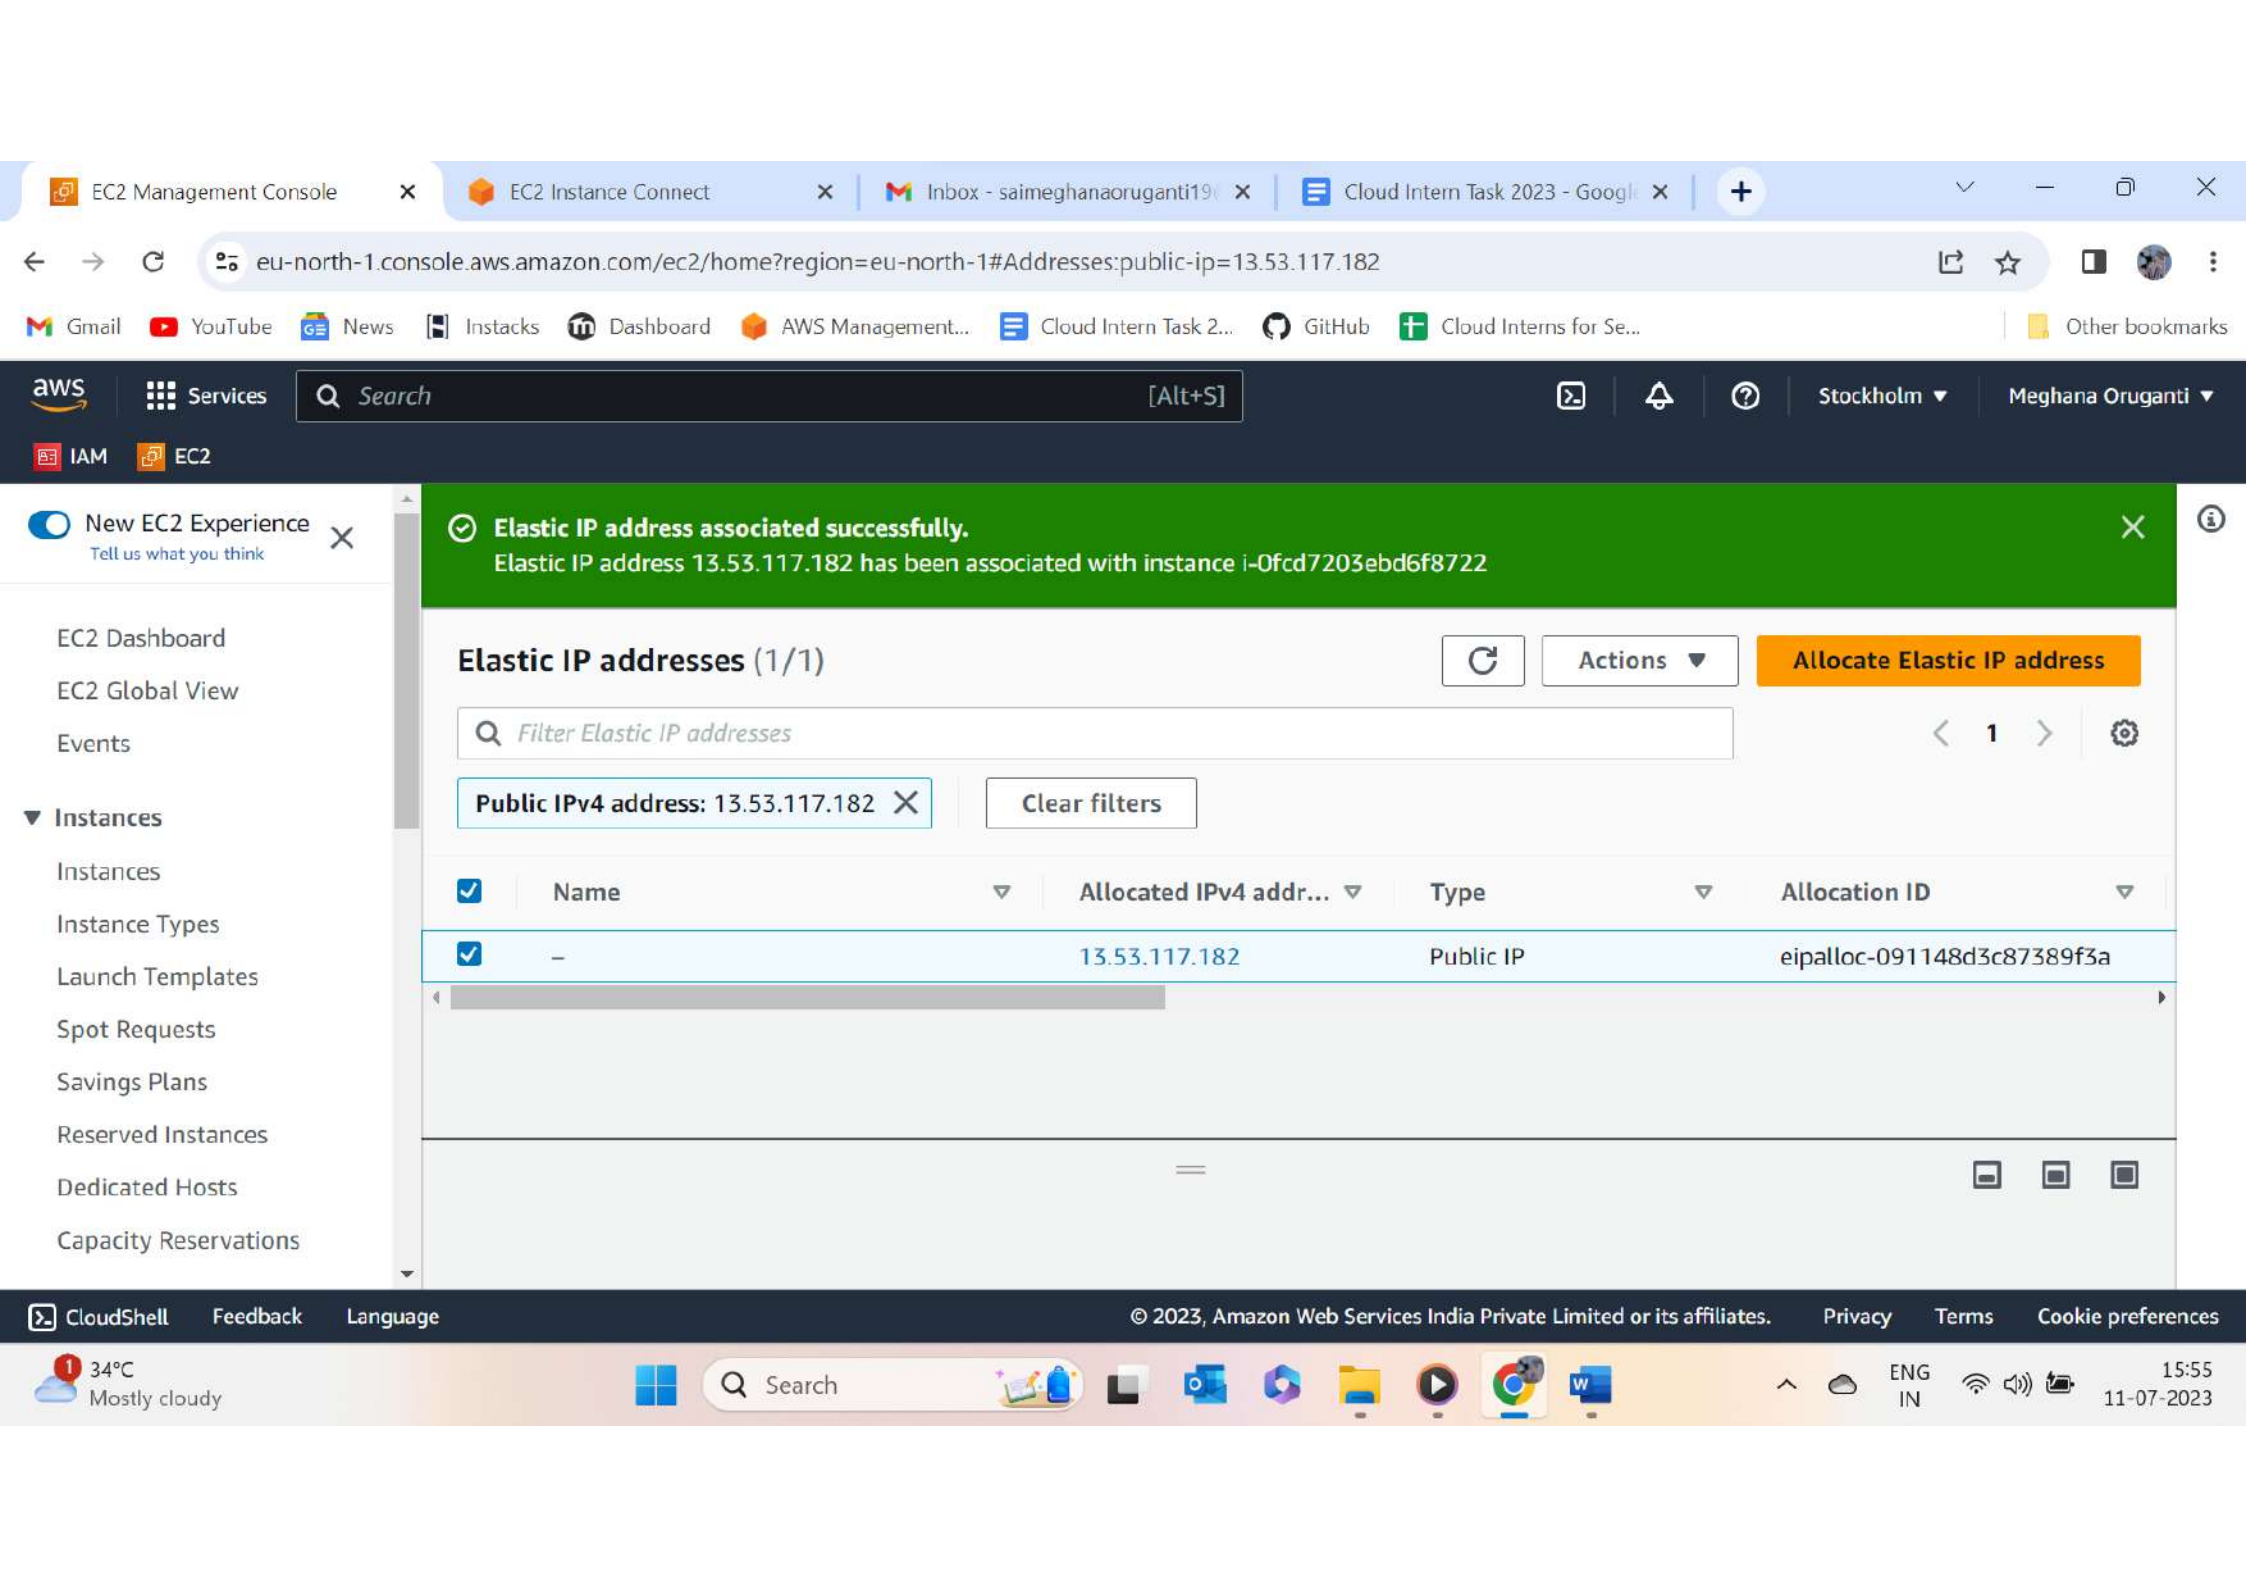 EC2 Management Console
EC2 Instance Connect
Inbox - saimeghanaoruganti19
Cloud Intern Task 2023 - Googl
eu-north-1.console.aws.amazon.com/ec2/home?region=eu-north-1#Addresses:public-ip=13.53.117.182
Gmail YouTube GE News Instacks Dashboard AWS Management... Cloud Intern Task 2... GitHub Cloud Interns for Se... Other bookmarks
aws Services Search [Alt+S] Stockholm Meghana Oruganti
IAM EC2
New EC2 Experience
Tell us what you think
EC2 Dashboard
EC2 Global View
Events
Instances
Instances
Instance Types
Launch Templates
Spot Requests
Savings Plans
Reserved Instances
Dedicated Hosts
Capacity Reservations
Elastic IP address associated successfully.
Elastic IP address 13.53.117.182 has been associated with instance i-0fcd7203ebd6f8722
Elastic IP addresses (1/1) Actions Allocate Elastic IP address
Filter Elastic IP addresses 1
Public IPv4 address: 13.53.117.182 Clear filters
Name Allocated IPv4 addr... Type Allocation ID
– 13.53.117.182 Public IP eipalloc-091148d3c87389f3a
CloudShell Feedback Language © 2023, Amazon Web Services India Private Limited or its affiliates. Privacy Terms Cookie preferences
1 34°C
Mostly cloudy
Search
ENG
IN
15:55
11-07-2023